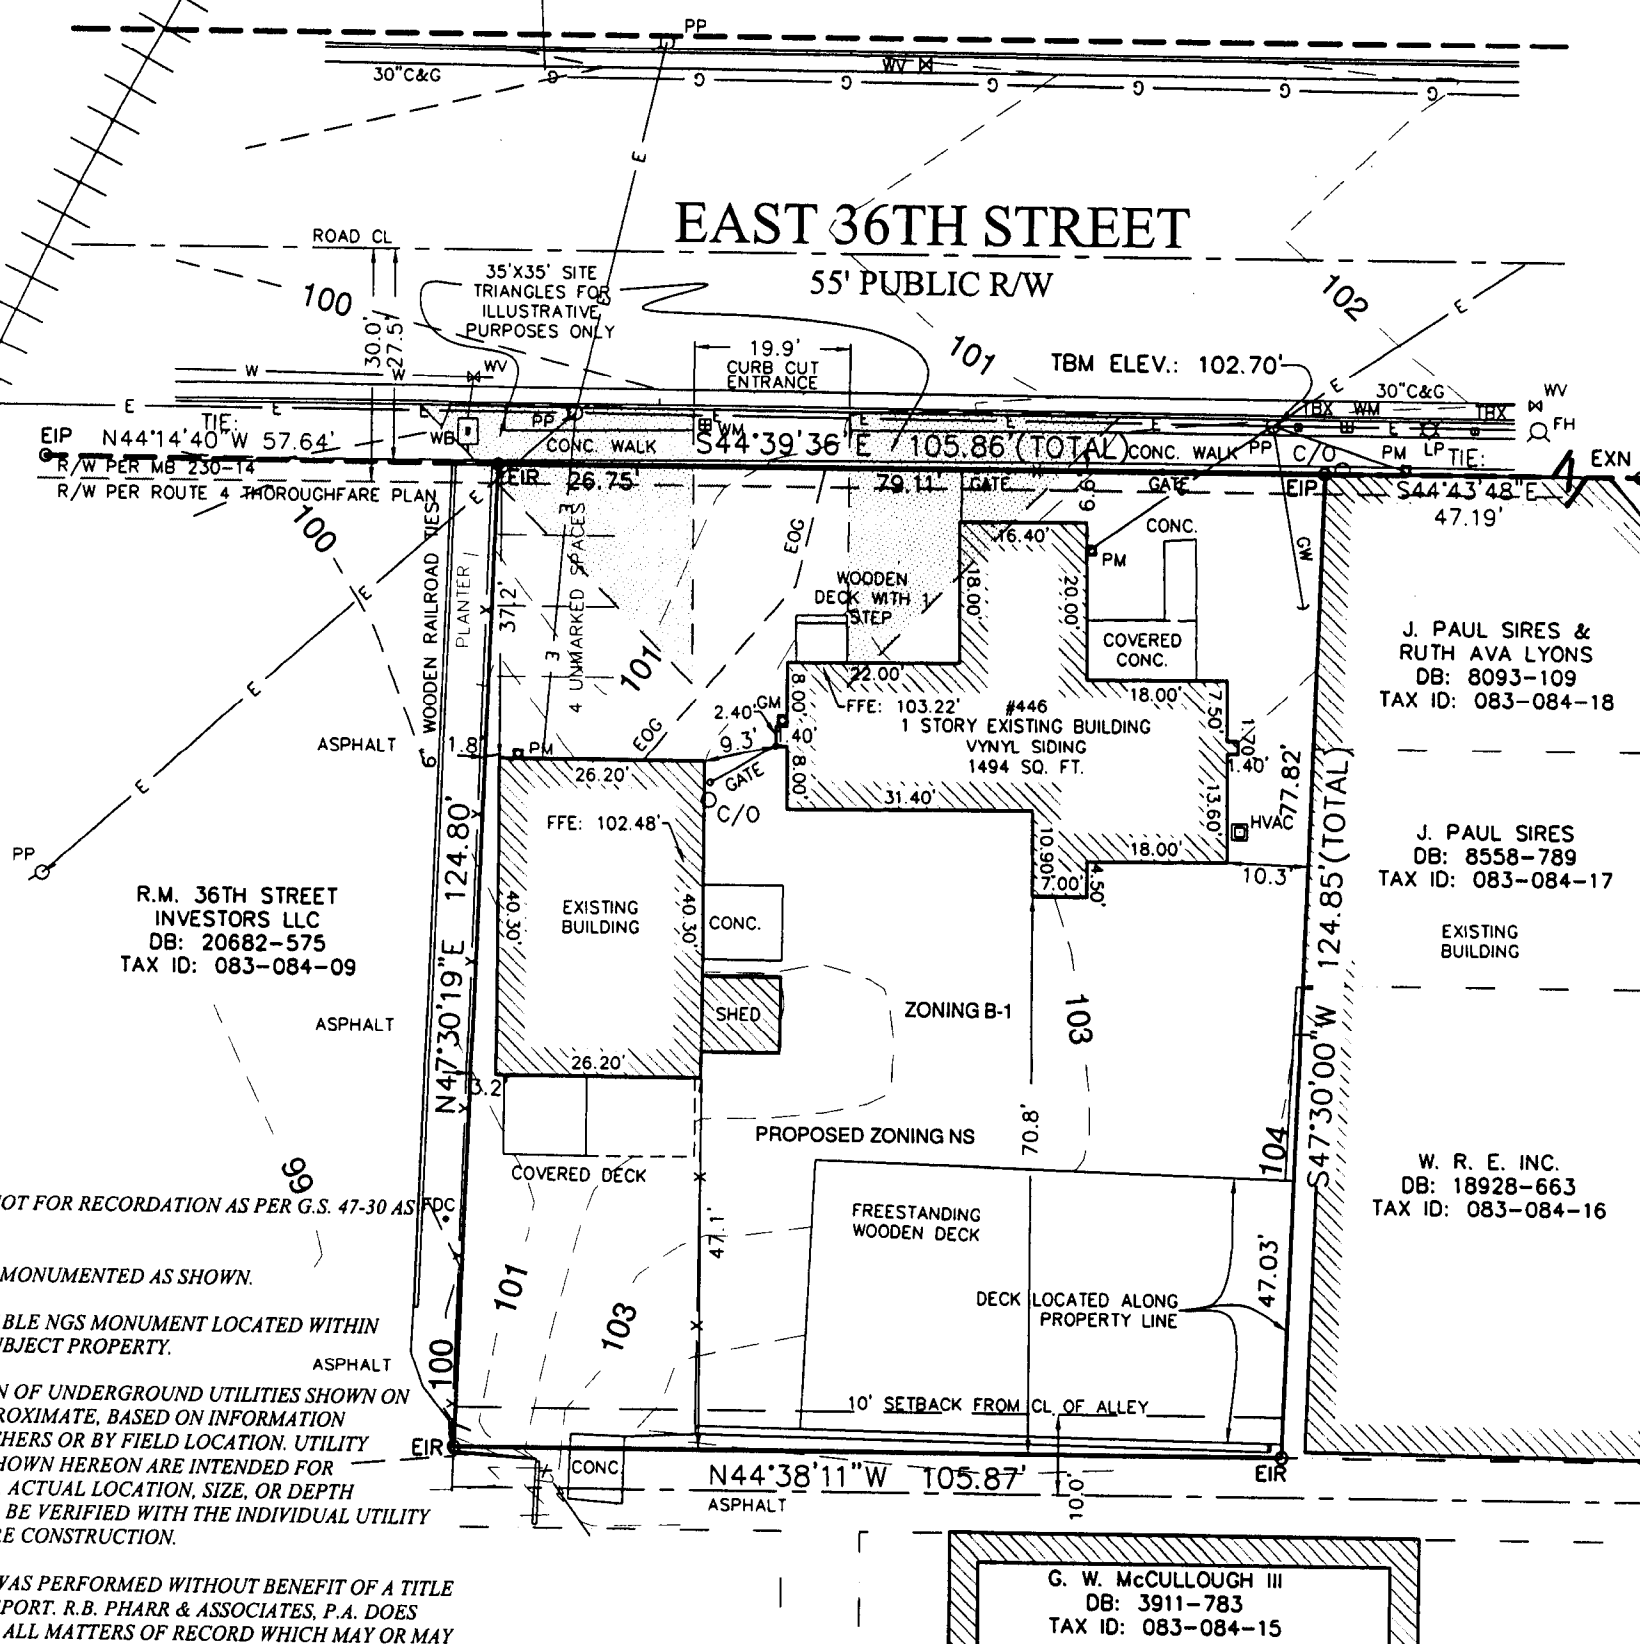 PP
30"C&G
WV
G G G G G G G
E
EAST 36TH STREET
55' PUBLIC R/W
ROAD CL
35'X35' SITE
TRIANGLES FOR
ILLUSTRATIVE
PURPOSES ONLY
100
102
101
30.0'
27.5'
19.9'
CURB CUT
ENTRANCE
TBM ELEV.: 102.70'
W W WV
30"C&G
WV
E E E E E E E E E
TBX WM TBX
FH
TIE:
EIP N44°14'40"W 57.64'
WB
PP
CONC. WALK
WM
S44°39'36"E 105.86'(TOTAL)
CONC. WALK
PP
C/O
PM
LP
TIE:
EXN
R/W PER MB 230-14
R/W PER ROUTE 4 THOROUGHFARE PLAN
EIR
26.75'
79.11'
GATE
9.9
GATE
EIP
S44°43'48"E
47.19'
100
6" WOODEN RAILROAD TIES
PLANTER
37.2'
4 UNMARKED SPACES
EOG
16.40'
CONC.
PM
GW
WOODEN
DECK WITH 1
STEP
18.00'
20.00'
COVERED
CONC.
J. PAUL SIRES &
RUTH AVA LYONS
DB: 8093-109
TAX ID: 083-084-18
101
22.00'
8.00'
FFE: 103.22'
#446
1 STORY EXISTING BUILDING
VYNYL SIDING
1494 SQ. FT.
18.00'
7.50'
GM
2.40'
1.40'
9.3'
8.00'
EOG
GATE
C/O
1.70'
1.40'
77.82'
ASPHALT
1.8'
PM
26.20'
31.40'
13.60'
HVAC
FFE: 102.48'
10.90'
18.00'
7.00'
4.50'
10.3'
J. PAUL SIRES
DB: 8558-789
TAX ID: 083-084-17
PP
R.M. 36TH STREET
INVESTORS LLC
DB: 20682-575
TAX ID: 083-084-09
N47°30'19"E 124.80'
40.30'
EXISTING
BUILDING
40.30'
CONC.
EXISTING
BUILDING
S47°30'00"W 124.85'(TOTAL)
ASPHALT
SHED
ZONING B-1
103
26.20'
3.2'
PROPOSED ZONING NS
70.8'
104
COVERED DECK
99
W. R. E. INC.
DB: 18928-663
TAX ID: 083-084-16
OT FOR RECORDATION AS PER G.S. 47-30 AS
FDC
47.1'
FREESTANDING
WOODEN DECK
47.03'
MONUMENTED AS SHOWN.
101
103
DECK LOCATED ALONG
PROPERTY LINE
BLE NGS MONUMENT LOCATED WITHIN
BJECT PROPERTY.
ASPHALT
100
N OF UNDERGROUND UTILITIES SHOWN ON
ROXIMATE, BASED ON INFORMATION
HERS OR BY FIELD LOCATION. UTILITY
HOWN HEREON ARE INTENDED FOR
ACTUAL LOCATION, SIZE, OR DEPTH
BE VERIFIED WITH THE INDIVIDUAL UTILITY
RE CONSTRUCTION.
10' SETBACK FROM CL OF ALLEY
EIR
CONC
N44°38'11"W 105.87'
ASPHALT
10.0'
EIR
WAS PERFORMED WITHOUT BENEFIT OF A TITLE
PORT. R.B. PHARR & ASSOCIATES, P.A. DOES
ALL MATTERS OF RECORD WHICH MAY OR MAY
G. W. McCULLOUGH III
DB: 3911-783
TAX ID: 083-084-15